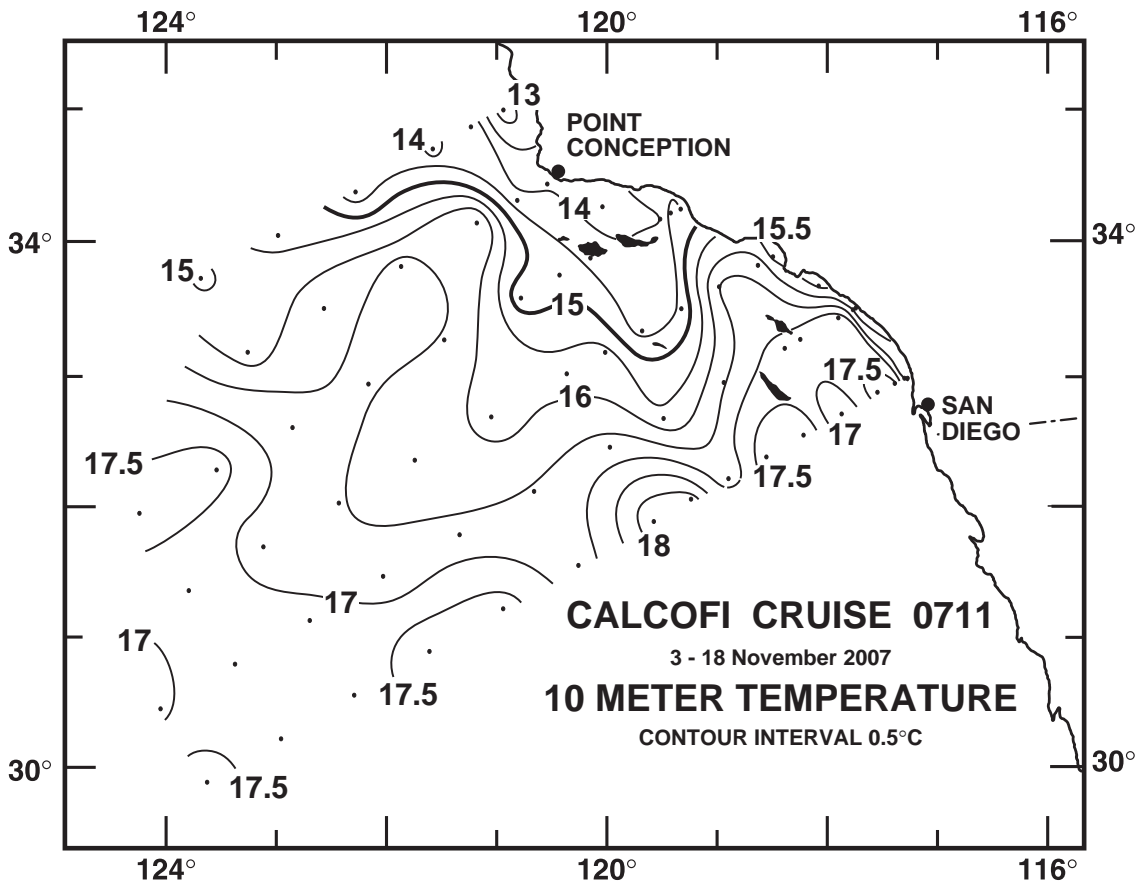 124° 120° 116°
13
POINT
CONCEPTION
14
14
15.5
34° 34°
15
15
17.5
16
SAN
DIEGO
17
17.5
17.5
18
17
CALCOFI CRUISE 0711
17
3 - 18 November 2007
17.5
10 METER TEMPERATURE
CONTOUR INTERVAL 0.5°C
30° 30°
17.5
124° 120° 116°